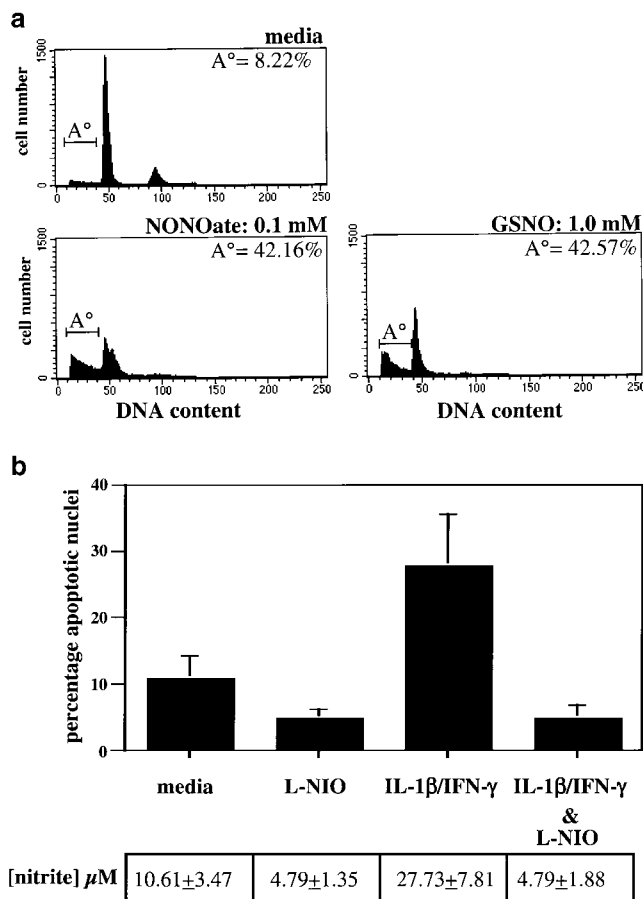 a
media
A°= 8.22%
1500
cell number
A°
0
0 50 100 150 200 250
NONOate: 0.1 mM
A°= 42.16%
1500
cell number
A°
0
0 50 100 150 200 250
DNA content
GSNO: 1.0 mM
A°= 42.57%
1500
A°
0
0 50 100 150 200 250
DNA content
b
percentage apoptotic nuclei
40
30
20
10
0
media L-NIO IL-1β/IFN-γ IL-1β/IFN-γ
&
L-NIO
[nitrite] µM 10.61±3.47 4.79±1.35 27.73±7.81 4.79±1.88